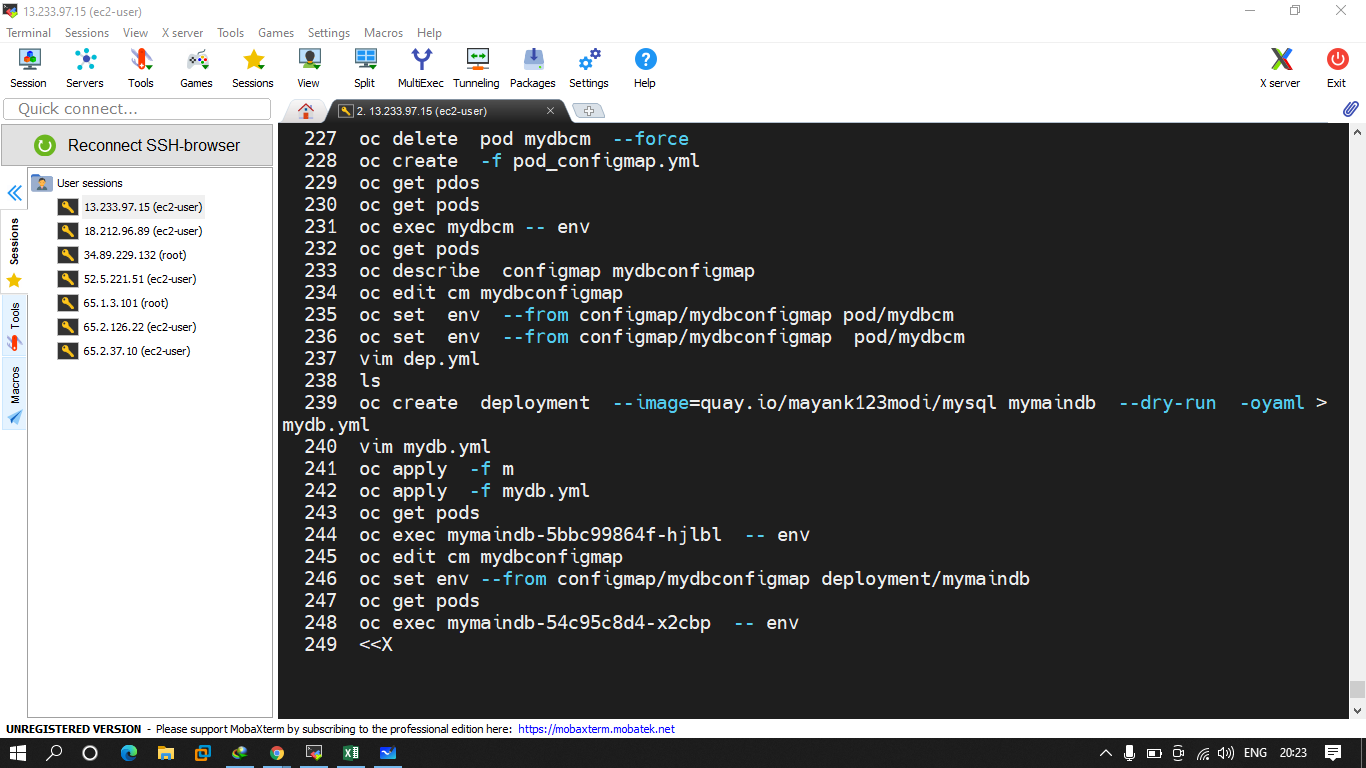 13.233.97.15 (ec2-user)
Terminal Sessions View X server Tools Games Settings Macros Help
Session Servers Tools Games Sessions View Split MultiExec Tunneling Packages Settings Help X server Exit
Quick connect...
2. 13.233.97.15 (ec2-user)
Reconnect SSH-browser
User sessions
13.233.97.15 (ec2-user)
18.212.96.89 (ec2-user)
34.89.229.132 (root)
52.5.221.51 (ec2-user)
65.1.3.101 (root)
65.2.126.22 (ec2-user)
65.2.37.10 (ec2-user)
Sessions
Tools
Macros
227 oc delete  pod mydbcm  --force
228 oc create  -f pod_configmap.yml
229 oc get pdos
230 oc get pods
231 oc exec mydbcm -- env
232 oc get pods
233 oc describe  configmap mydbconfigmap
234 oc edit cm mydbconfigmap
235 oc set  env  --from configmap/mydbconfigmap pod/mydbcm
236 oc set  env  --from configmap/mydbconfigmap  pod/mydbcm
237 vim dep.yml
238 ls
239 oc create  deployment  --image=quay.io/mayank123modi/mysql mymaindb  --dry-run  -oyaml >
mydb.yml
240 vim mydb.yml
241 oc apply  -f m
242 oc apply  -f mydb.yml
243 oc get pods
244 oc exec mymaindb-5bbc99864f-hjlbl  -- env
245 oc edit cm mydbconfigmap
246 oc set env --from configmap/mydbconfigmap deployment/mymaindb
247 oc get pods
248 oc exec mymaindb-54c95c8d4-x2cbp  -- env
249 <<X
UNREGISTERED VERSION - Please support MobaXterm by subscribing to the professional edition here: https://mobaxterm.mobatek.net
ENG 20:23